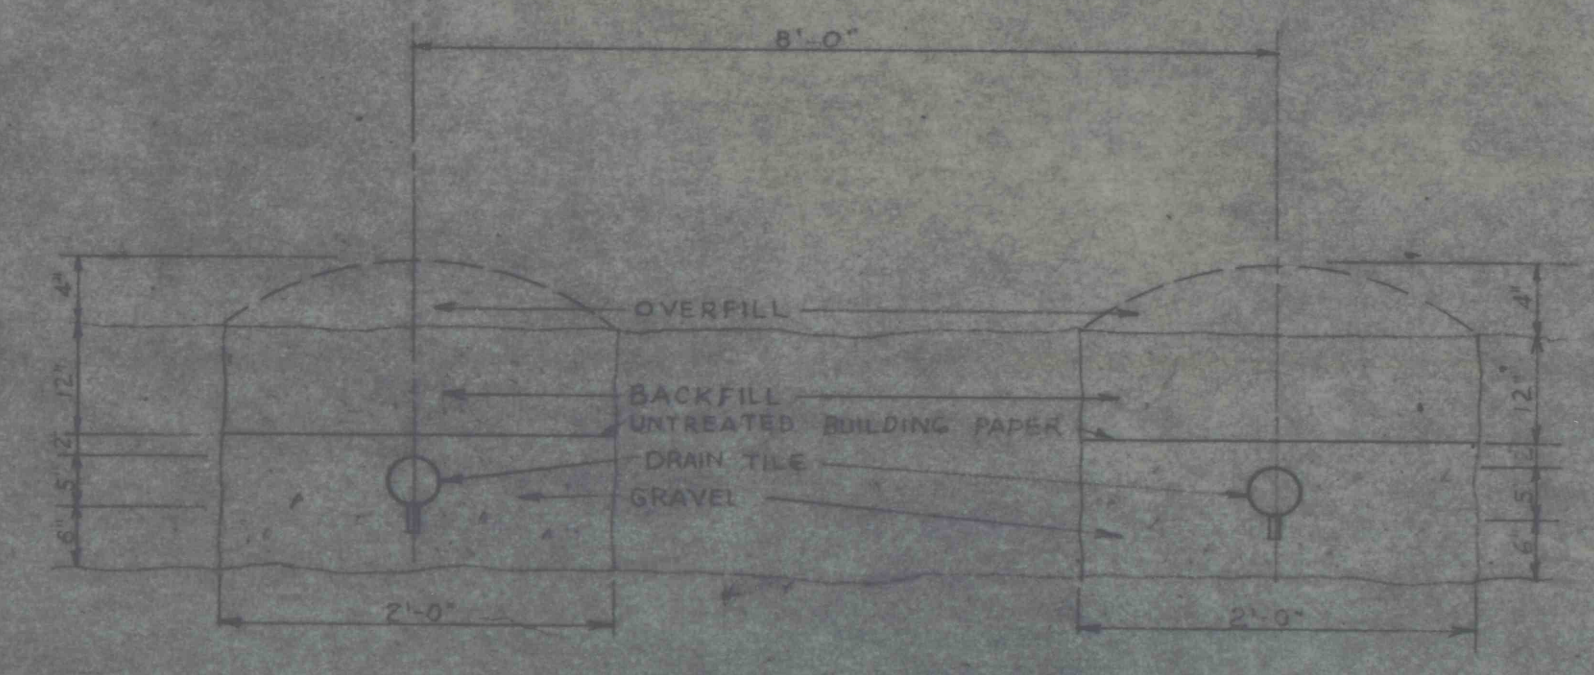 8'-0"
4"
OVERFILL
4"
12"
BACKFILL
12"
UNTREATED BUILDING PAPER
2"
DRAIN TILE
2"
5"
GRAVEL
5"
6"
6"
2'-0"
2'-0"